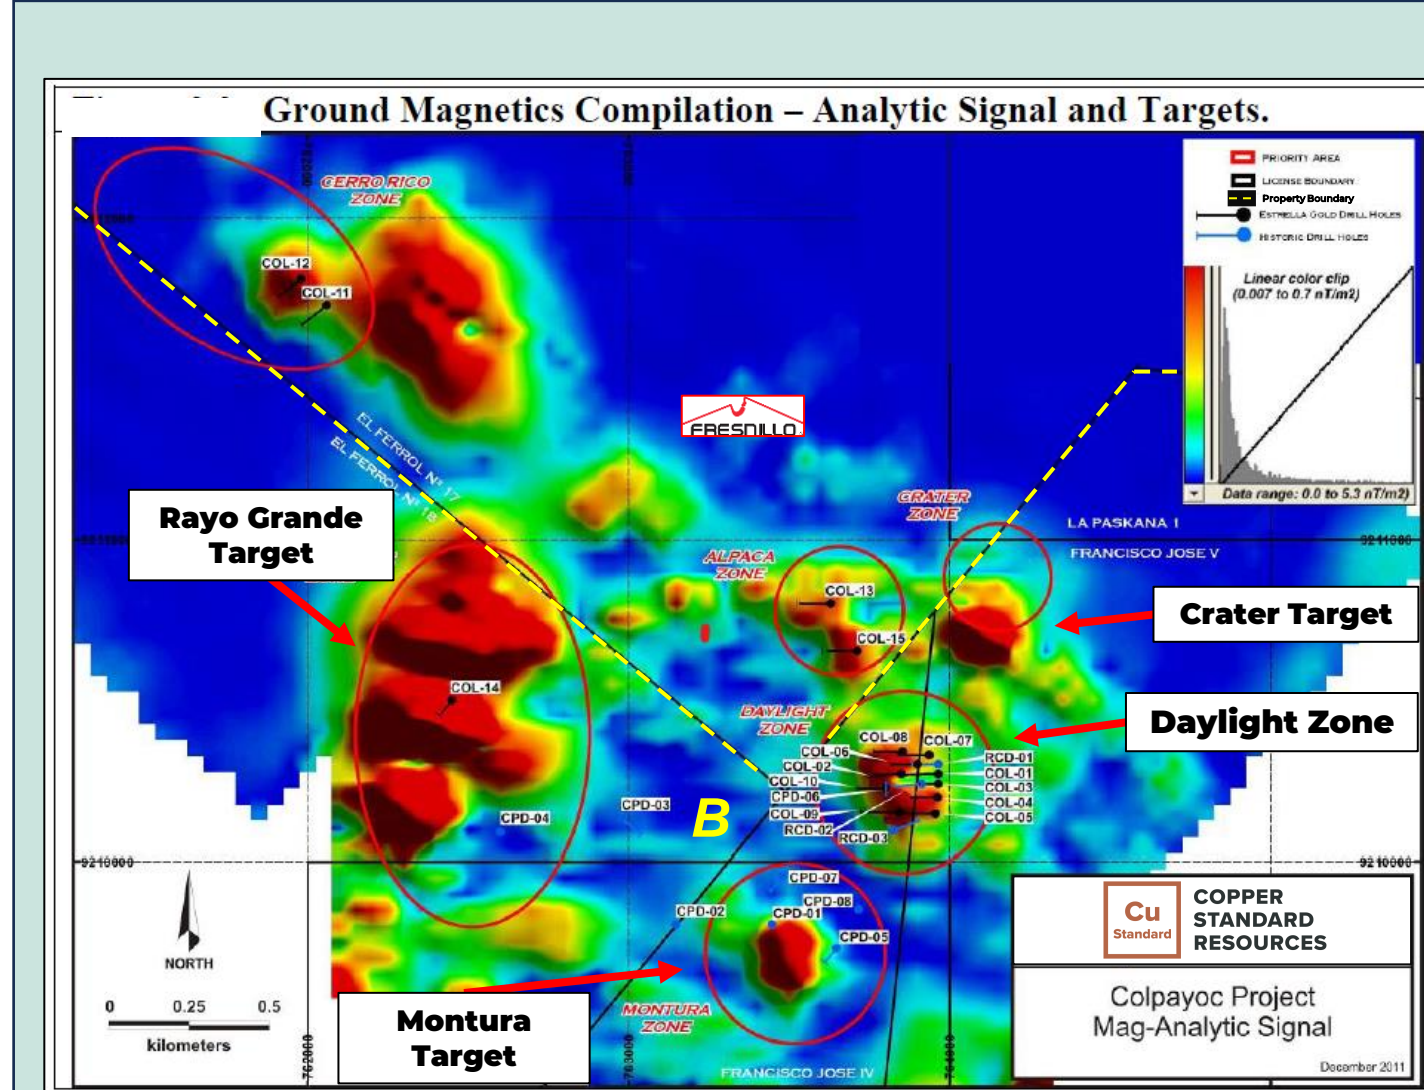 Ground Magnetics Compilation – Analytic Signal and Targets.
CERRO RICO
ZONE
COL-12
COL-11
PRIORITY AREA
LICENSE BOUNDARY
Property Boundary
ESTRELLA GOLD DRILL HOLES
HISTORIC DRILL HOLES
Linear color clip
(0.007 to 0.7 nT/m2)
Data range: 0.0 to 5.3 nT/m2)
FRESNILLO
EL FERROL Nº 17
EL FERROL Nº 18
Rayo Grande
Target
CRATER
ZONE
LA PASKANA I
FRANCISCO JOSE V
9211000
ALPACA
ZONE
COL-13
COL-15
Crater Target
COL-14
DAYLIGHT
ZONE
Daylight Zone
COL-08
COL-07
COL-06
RCD-01
COL-02
COL-01
COL-10
COL-03
CPD-06
COL-04
COL-09
COL-05
RCD-02
RCD-03
CPD-03
CPD-04
B
9210000
9210000
CPD-07
CPD-08
CPD-02
CPD-01
CPD-05
NORTH
0 0.25 0.5
kilometers
Montura
Target
MONTURA
ZONE
762000
763000
764000
FRANCISCO JOSE IV
Cu
Standard
COPPER
STANDARD
RESOURCES
Colpayoc Project
Mag-Analytic Signal
December 2011